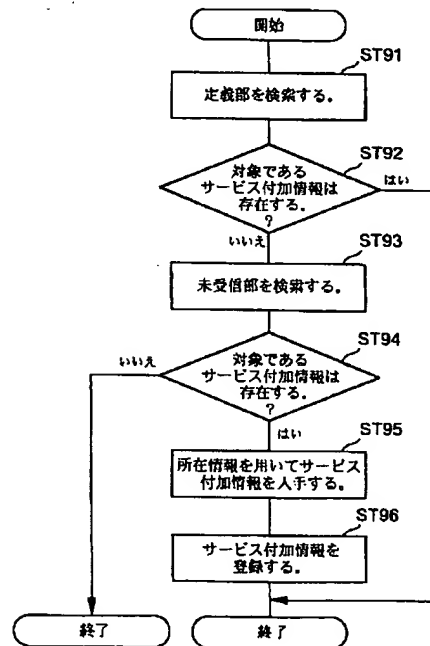 開始
ST91
定義部を検索する。
ST92
対象である
サービス付加情報は
存在する。
?
はい
いいえ
ST93
未受信部を検索する。
ST94
いいえ
対象である
サービス付加情報は
存在する。
?
はい
ST95
所在情報を用いてサービス
付加情報を入手する。
ST96
サービス付加情報を
登録する。
終了
終了